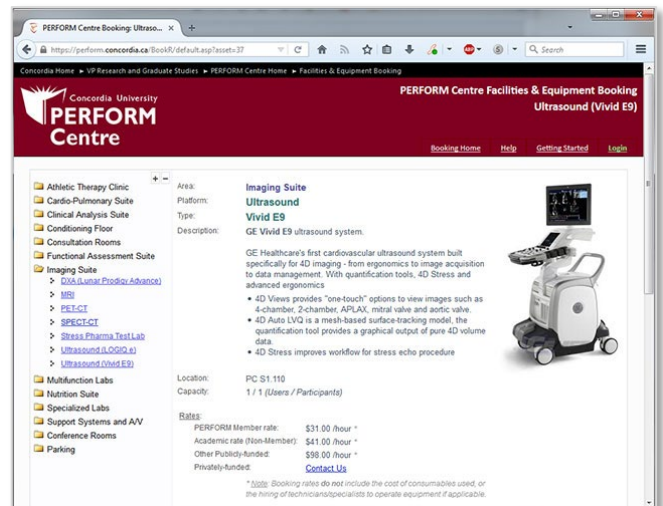 PERFORM Centre Booking: Ultraso...
https://perform.concordia.ca/BookR/default.asp?asset=37
Search
Concordia Home ► VP Research and Graduate Studies ► PERFORM Centre Home ► Facilities & Equipment Booking
Concordia University
PERFORM
Centre
PERFORM Centre Facilities & Equipment Booking
Ultrasound (Vivid E9)
Booking Home Help Getting Started Login
Athletic Therapy Clinic
Cardio-Pulmonary Suite
Clinical Analysis Suite
Conditioning Floor
Consultation Rooms
Functional Assessment Suite
Imaging Suite
DXA (Lunar Prodigy Advance)
MRI
PET-CT
SPECT-CT
Stress Pharma Test Lab
Ultrasound (LOGIQ e)
Ultrasound (Vivid E9)
Multifunction Labs
Nutrition Suite
Specialized Labs
Support Systems and A/V
Conference Rooms
Parking
Area: Imaging Suite
Platform: Ultrasound
Type: Vivid E9
Description: GE Vivid E9 ultrasound system.
GE Healthcare's first cardiovascular ultrasound system built
specifically for 4D imaging - from ergonomics to image acquisition
to data management. With quantification tools, 4D Stress and
advanced ergonomics
• 4D Views provides "one-touch" options to view images such as
4-chamber, 2-chamber, APLAX, mitral valve and aortic valve.
• 4D Auto LVQ is a mesh-based surface-tracking model, the
quantification tool provides a graphical output of pure 4D volume
data.
• 4D Stress improves workflow for stress echo procedure
Location: PC S1.110
Capacity: 1 / 1 (Users / Participants)
Rates:
PERFORM Member rate: $31.00 /hour *
Academic rate (Non-Member): $41.00 /hour *
Other Publicly-funded: $98.00 /hour *
Privately-funded: Contact Us
* Note: Booking rates do not include the cost of consumables used, or
the hiring of technicians/specialists to operate equipment if applicable.